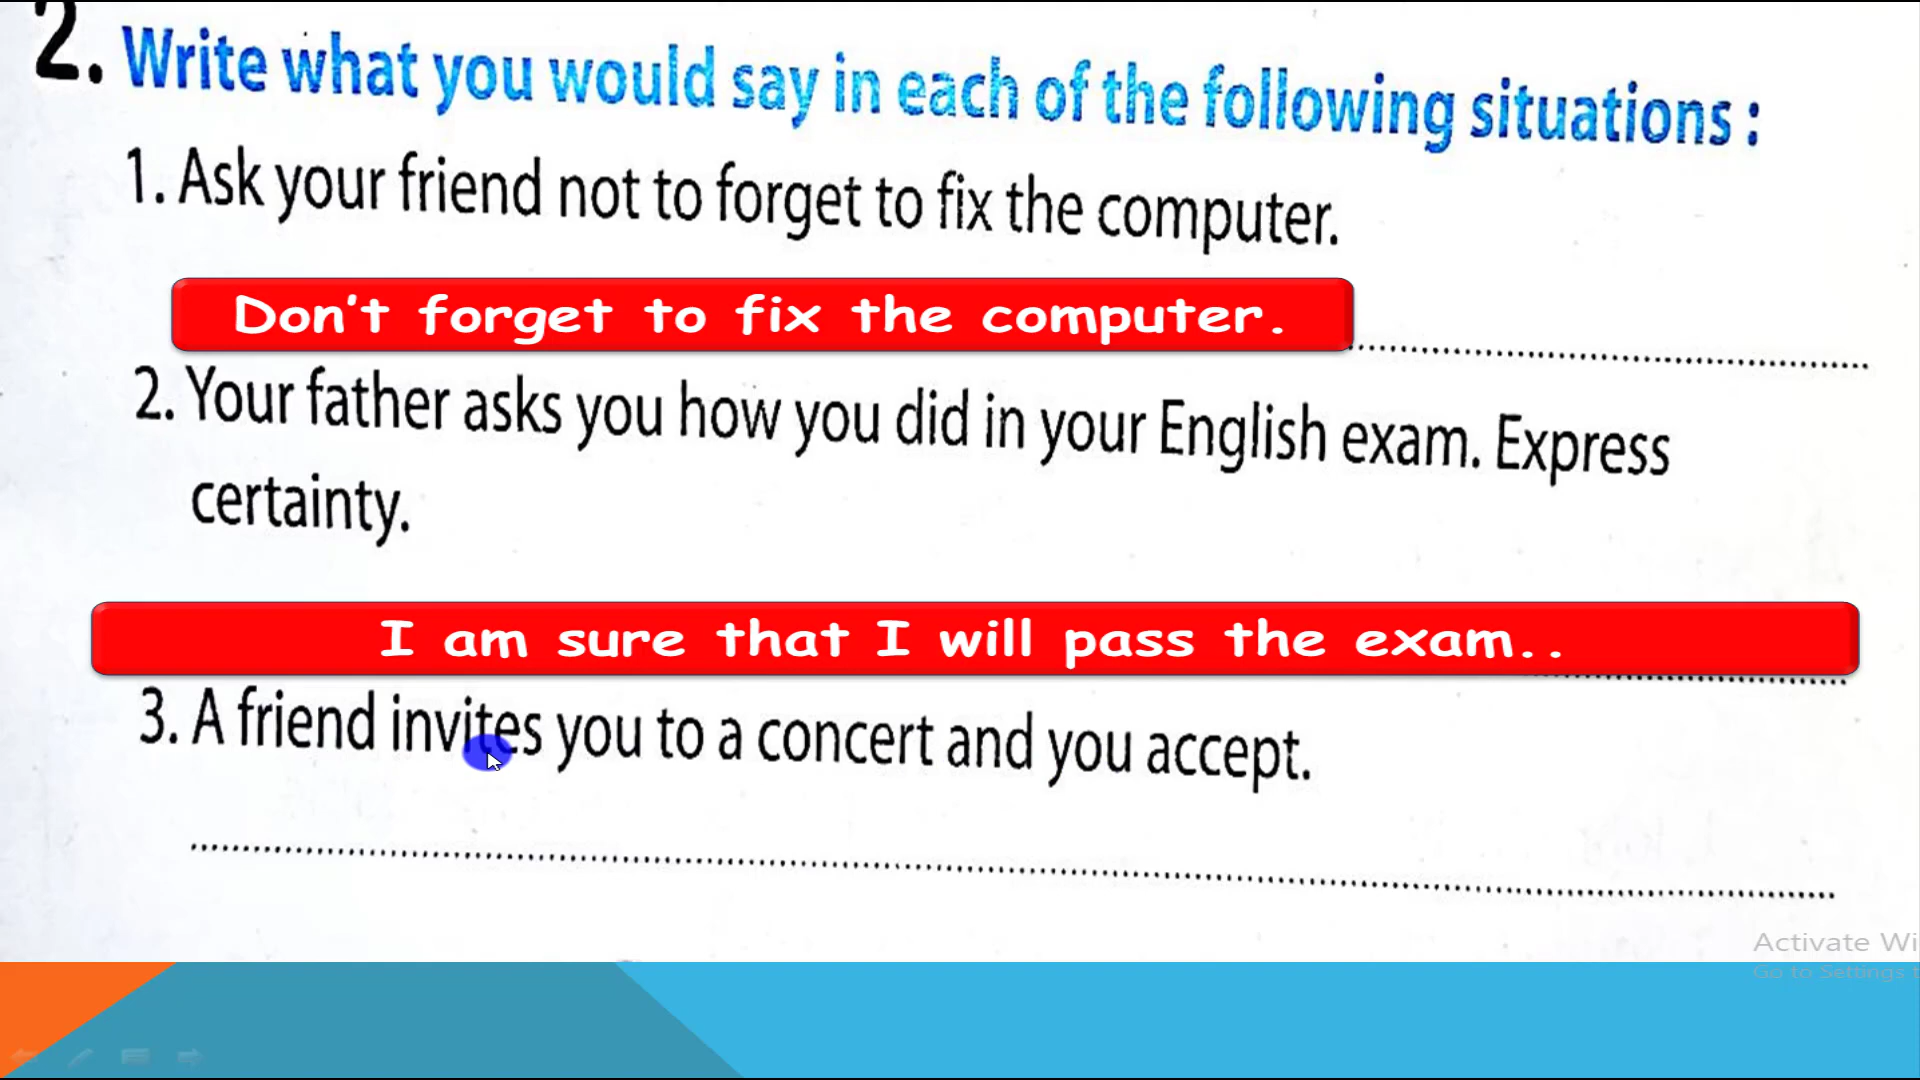 2. Write what you would say in each of the following situations :
1. Ask your friend not to forget to fix the computer.
Don't forget to fix the computer.
2. Your father asks you how you did in your English exam. Express
certainty.
I am sure that I will pass the exam..
3. A friend invites you to a concert and you accept.
Activate Wi
Go to Settings t